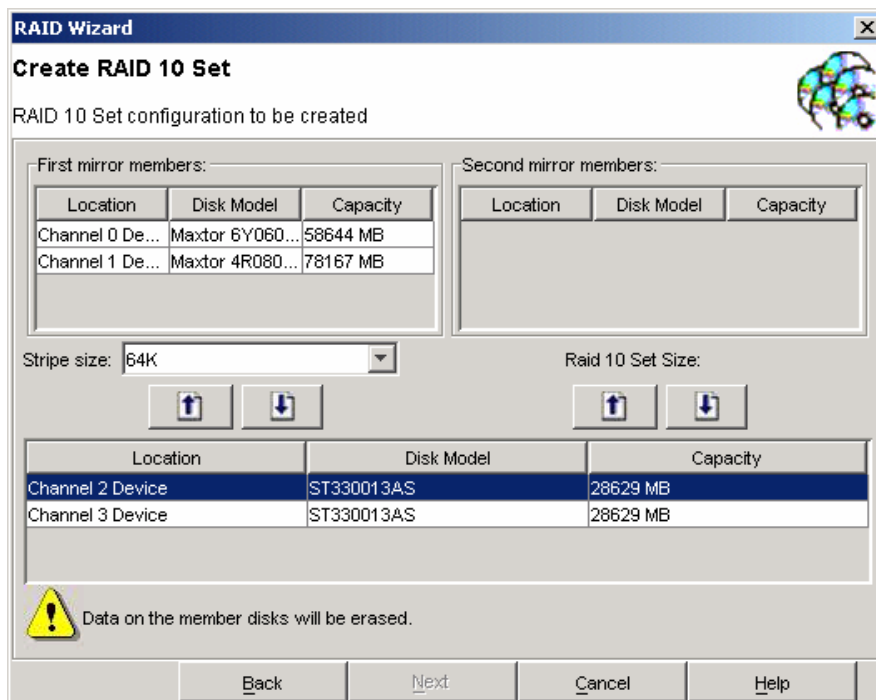 RAID Wizard
Create RAID 10 Set
RAID 10 Set configuration to be created
First mirror members:
Location Disk Model Capacity
Channel 0 De... Maxtor 6Y060... 58644 MB
Channel 1 De... Maxtor 4R080... 78167 MB
Second mirror members:
Location Disk Model Capacity
Stripe size: 64K
Raid 10 Set Size:
Location Disk Model Capacity
Channel 2 Device ST330013AS 28629 MB
Channel 3 Device ST330013AS 28629 MB
Data on the member disks will be erased.
Back Next Cancel Help